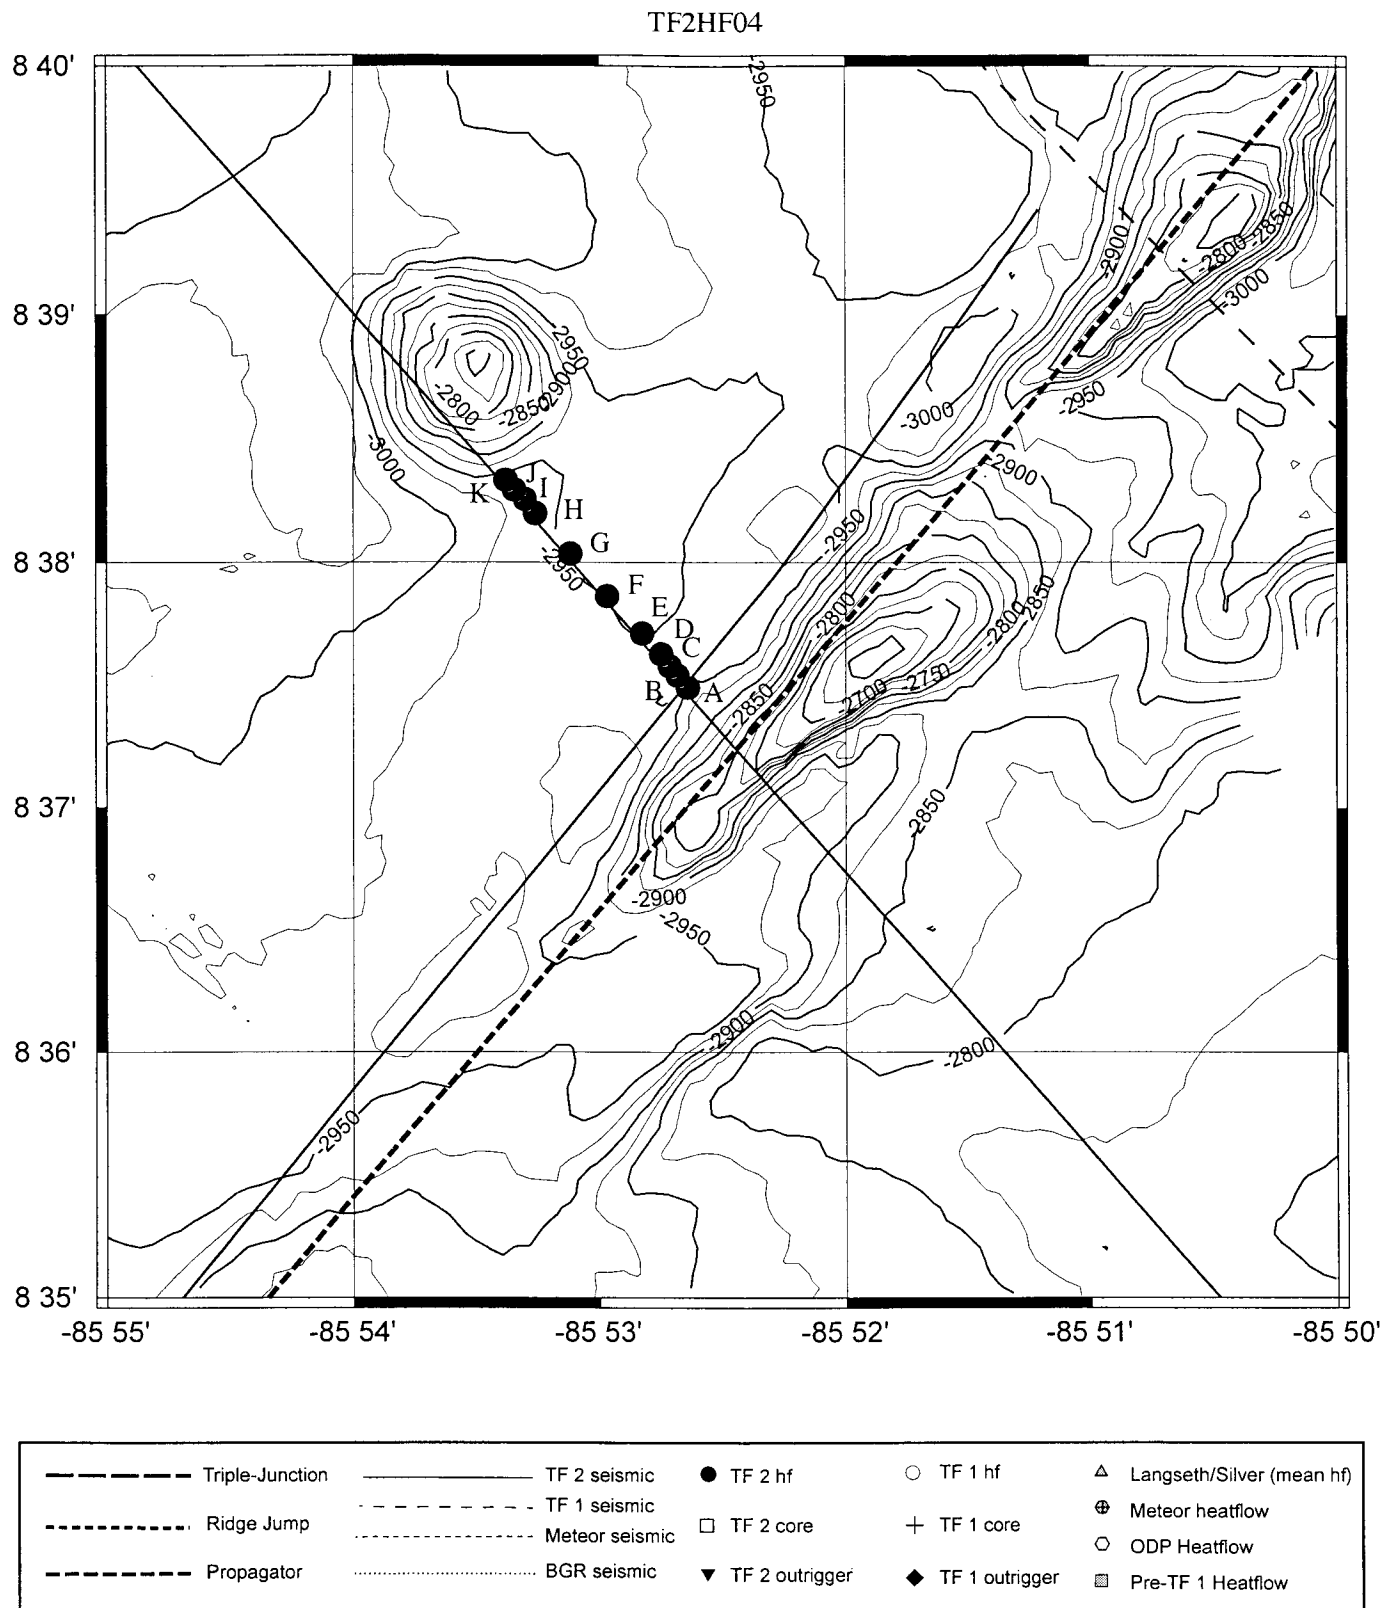 TF2HF04
8 40'
8 39'
8 38'
8 37'
8 36'
8 35'
-85 55'
-85 54'
-85 53'
-85 52'
-85 51'
-85 50'
-2950
-2900
-2800
-2850
-3000
-2950
-2900
-2850
-2800
-3000
-2950
-3000
-2900
K
J
I
H
G
F
E
D
C
B
A
-2950
-2950
-2800
-2850
-2800
-2750
-2700
-2850
-2850
-2900
-2950
-2900
-2800
-2950
Triple-Junction
Ridge Jump
Propagator
TF 2 seismic
TF 1 seismic
Meteor seismic
BGR seismic
TF 2 hf
TF 2 core
TF 2 outrigger
TF 1 hf
TF 1 core
TF 1 outrigger
Langseth/Silver (mean hf)
Meteor heatflow
ODP Heatflow
Pre-TF 1 Heatflow